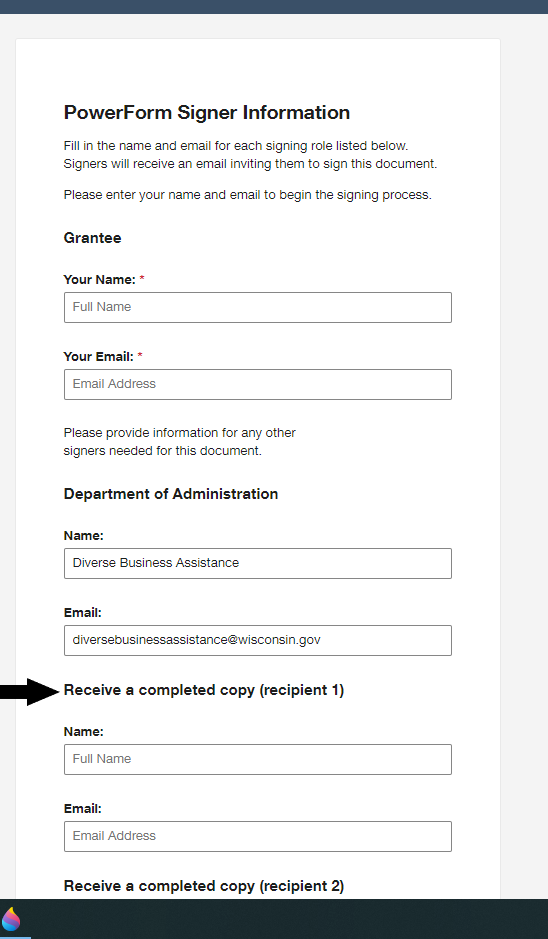 PowerForm Signer Information
Fill in the name and email for each signing role listed below.
Signers will receive an email inviting them to sign this document.
Please enter your name and email to begin the signing process.
Grantee
Your Name: *
Full Name
Your Email: *
Email Address
Please provide information for any other
signers needed for this document.
Department of Administration
Name:
Diverse Business Assistance
Email:
diversebusinessassistance@wisconsin.gov
Receive a completed copy (recipient 1)
Name:
Full Name
Email:
Email Address
Receive a completed copy (recipient 2)